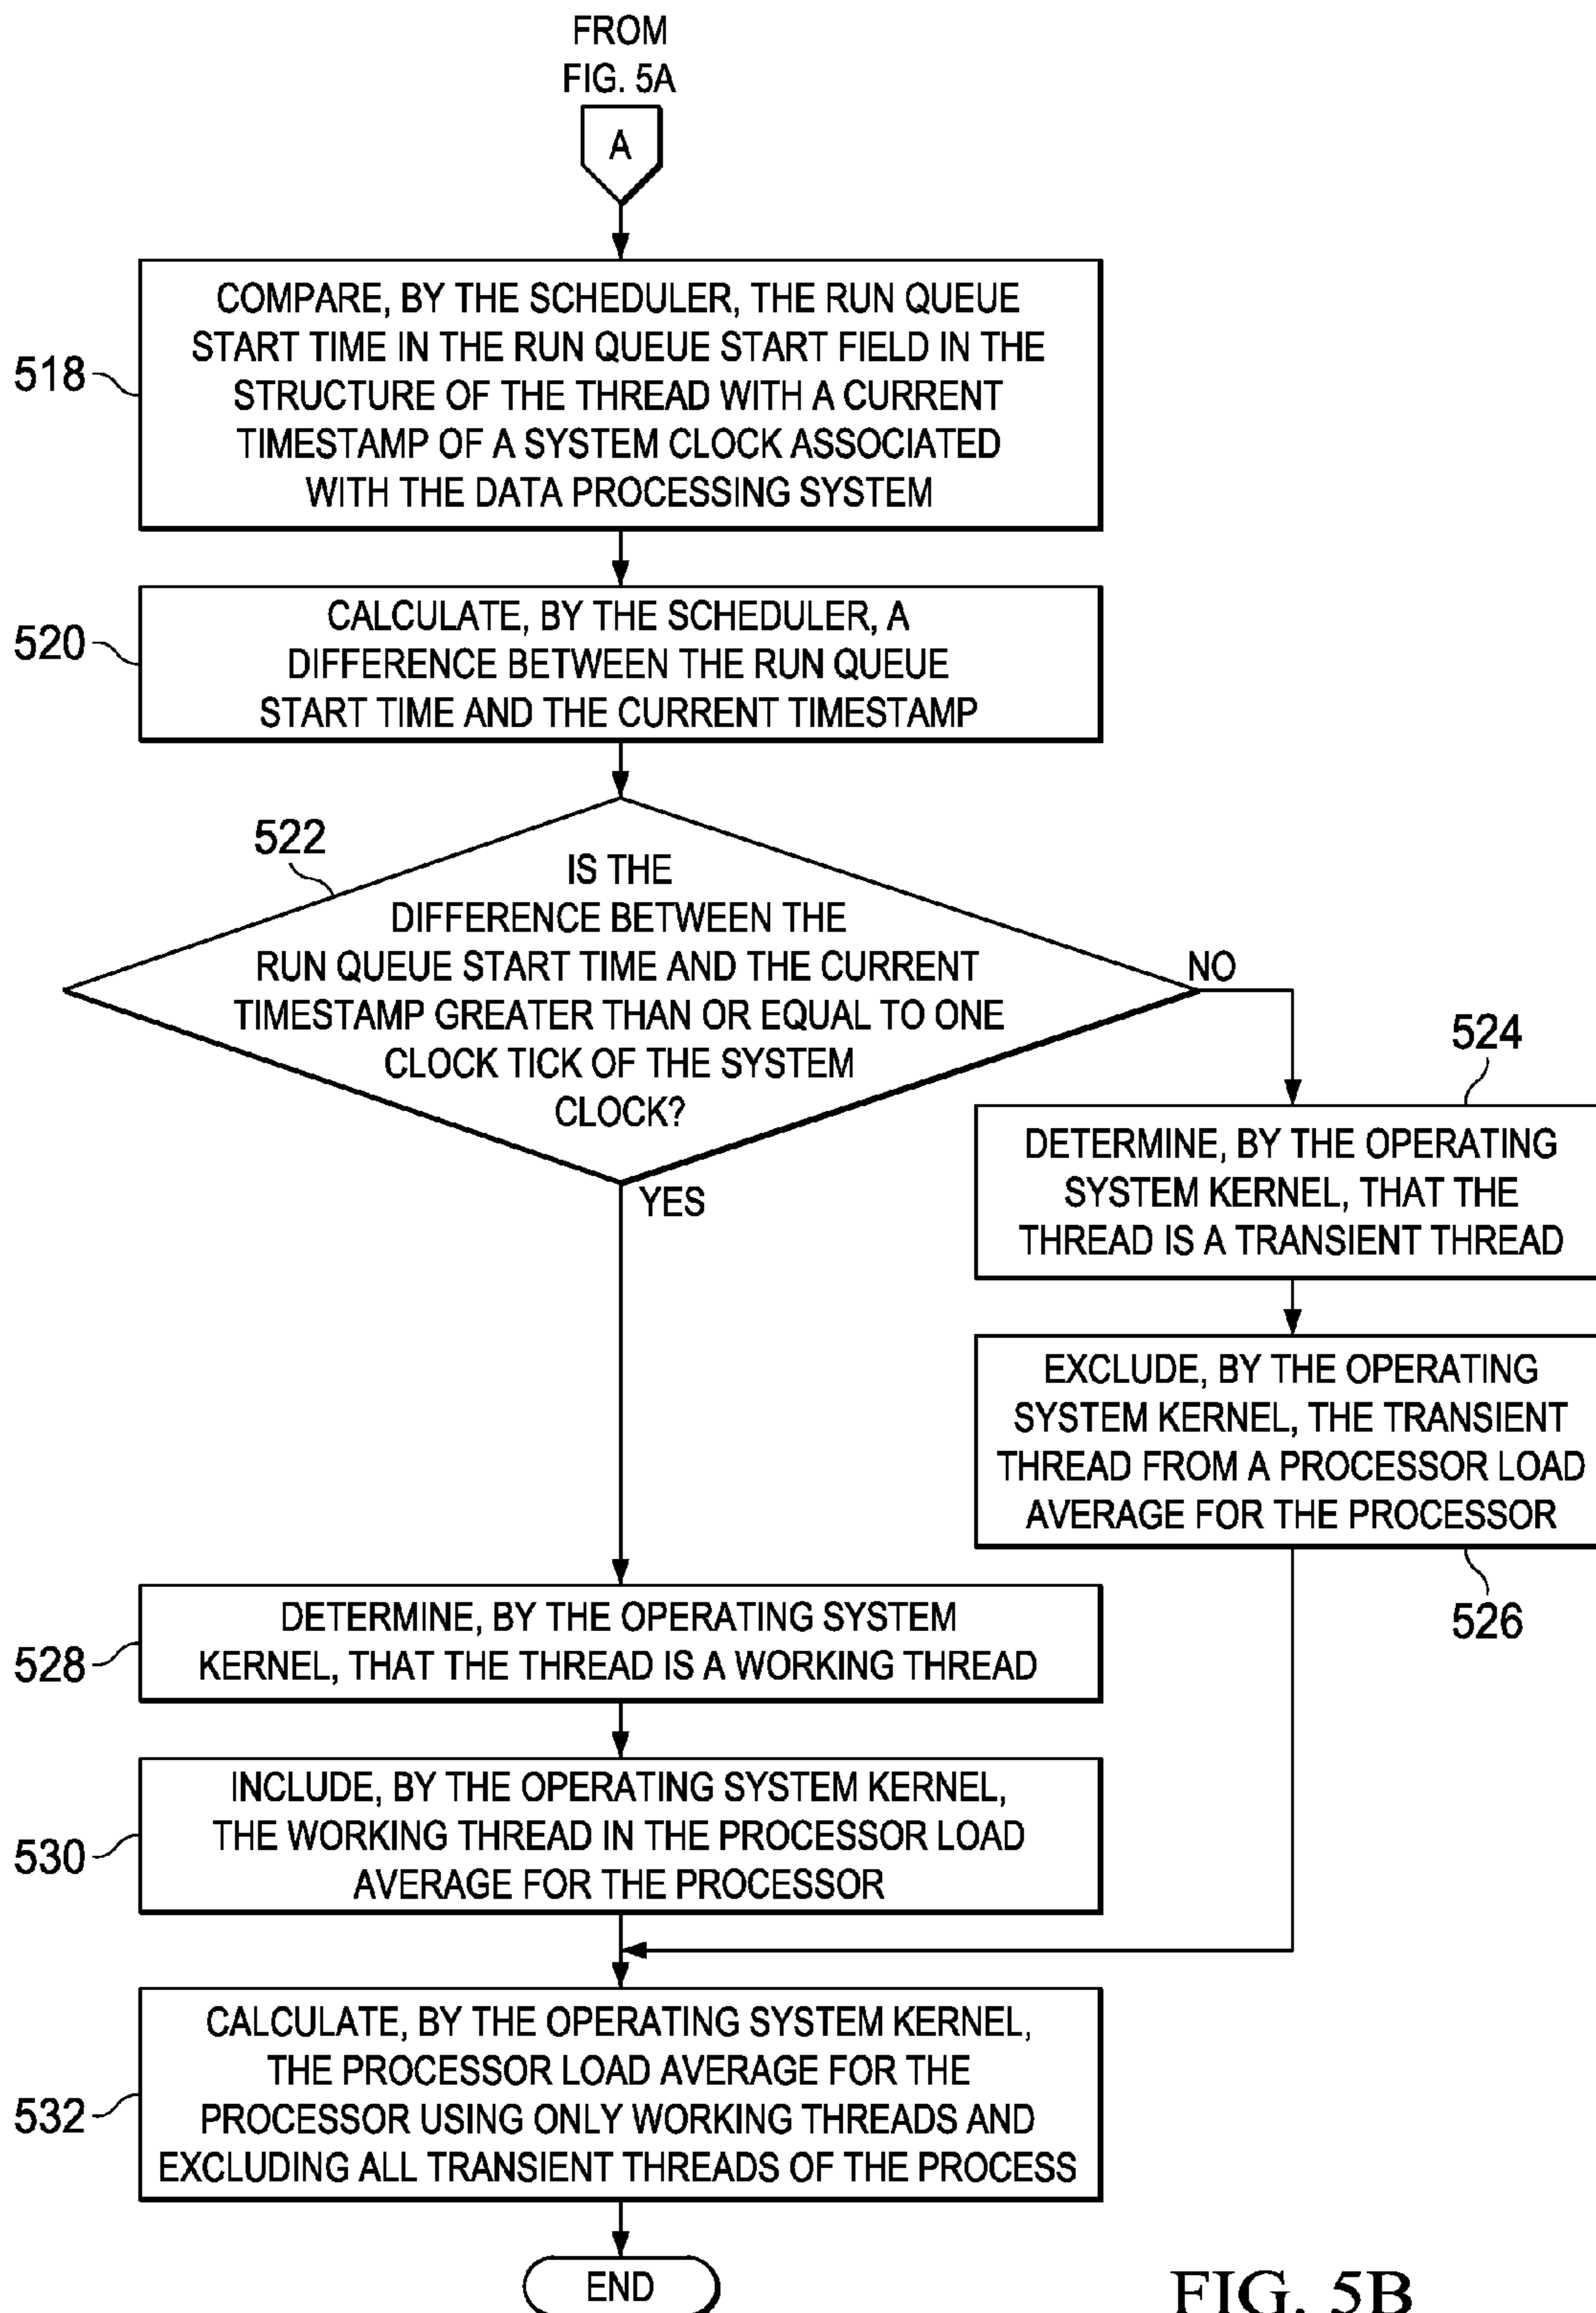 FROM
FIG. 5A
A
518
COMPARE, BY THE SCHEDULER, THE RUN QUEUE
START TIME IN THE RUN QUEUE START FIELD IN THE
STRUCTURE OF THE THREAD WITH A CURRENT
TIMESTAMP OF A SYSTEM CLOCK ASSOCIATED
WITH THE DATA PROCESSING SYSTEM
520
CALCULATE, BY THE SCHEDULER, A
DIFFERENCE BETWEEN THE RUN QUEUE
START TIME AND THE CURRENT TIMESTAMP
522
IS THE
DIFFERENCE BETWEEN THE
RUN QUEUE START TIME AND THE CURRENT
TIMESTAMP GREATER THAN OR EQUAL TO ONE
CLOCK TICK OF THE SYSTEM
CLOCK?
NO
YES
524
DETERMINE, BY THE OPERATING
SYSTEM KERNEL, THAT THE
THREAD IS A TRANSIENT THREAD
EXCLUDE, BY THE OPERATING
SYSTEM KERNEL, THE TRANSIENT
THREAD FROM A PROCESSOR LOAD
AVERAGE FOR THE PROCESSOR
526
528
DETERMINE, BY THE OPERATING SYSTEM
KERNEL, THAT THE THREAD IS A WORKING THREAD
530
INCLUDE, BY THE OPERATING SYSTEM KERNEL,
THE WORKING THREAD IN THE PROCESSOR LOAD
AVERAGE FOR THE PROCESSOR
532
CALCULATE, BY THE OPERATING SYSTEM KERNEL,
THE PROCESSOR LOAD AVERAGE FOR THE
PROCESSOR USING ONLY WORKING THREADS AND
EXCLUDING ALL TRANSIENT THREADS OF THE PROCESS
END
FIG. 5B